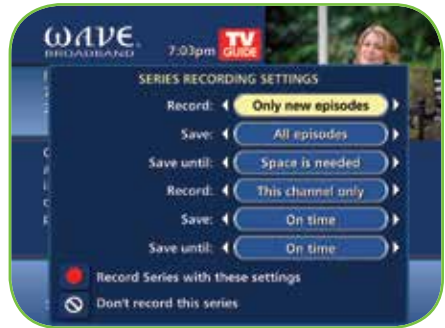 WAVE
BROADBAND
7:03pm
TV
GUIDE
SERIES RECORDING SETTINGS
Record: Only new episodes
Save: All episodes
Save until: Space is needed
Record: This channel only
Save: On time
Save until: On time
Record Series with these settings
Don't record this series